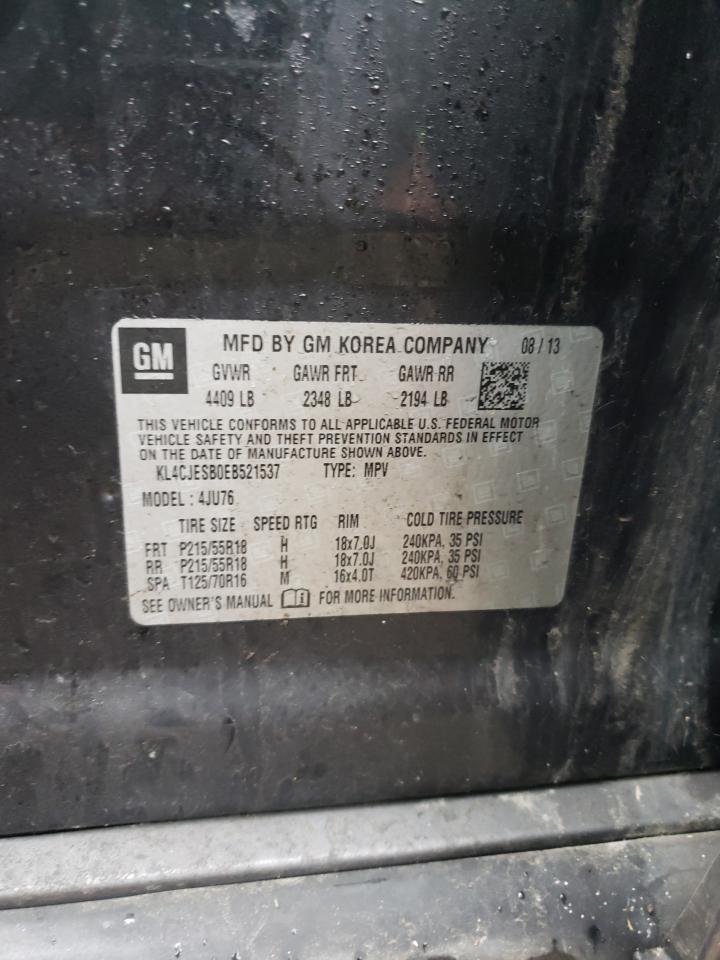 GM
MFD BY GM KOREA COMPANY 08 / 13
GVWR GAWR FRT GAWR RR
4409 LB 2348 LB 2194 LB
THIS VEHICLE CONFORMS TO ALL APPLICABLE U.S. FEDERAL MOTOR
VEHICLE SAFETY AND THEFT PREVENTION STANDARDS IN EFFECT
ON THE DATE OF MANUFACTURE SHOWN ABOVE.
KL4CJESB0EB521537 TYPE: MPV
MODEL : 4JU76
TIRE SIZE SPEED RTG RIM COLD TIRE PRESSURE
FRT P215/55R18 H 18x7.0J 240KPA, 35 PSI
RR P215/55R18 H 18x7.0J 240KPA, 35 PSI
SPA T125/70R16 M 16x4.0T 420KPA, 60 PSI
SEE OWNER'S MANUAL FOR MORE INFORMATION.